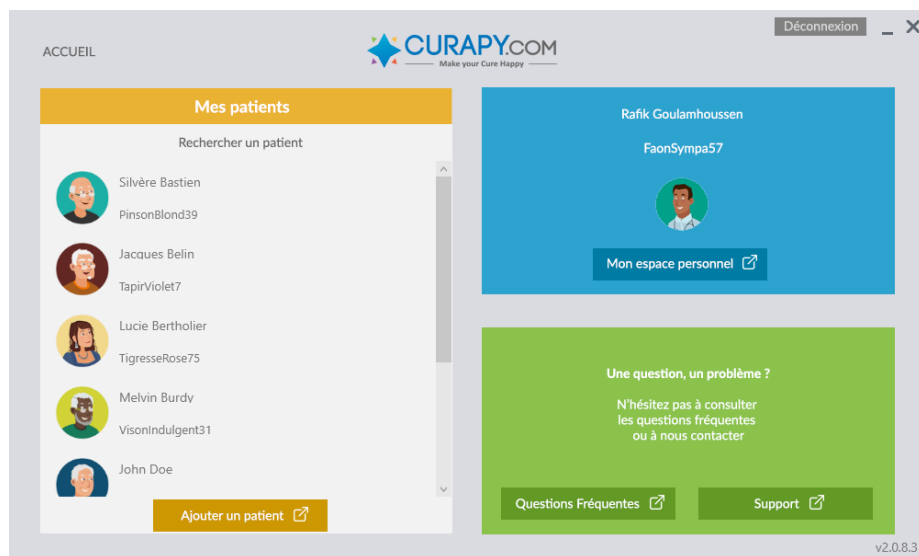 Déconnexion
ACCUEIL
CURAPY.COM
Make your Cure Happy
Mes patients
Rechercher un patient
Silvère Bastien
PinsonBlond39
Jacques Belin
TapirViolet7
Lucie Bertholier
TigresseRose75
Melvin Burdy
VisonIndulgent31
John Doe
Ajouter un patient
Rafik Goulamhoussen
FaonSympa57
Mon espace personnel
Une question, un problème ?
N'hésitez pas à consulter
les questions fréquentes
ou à nous contacter
Questions Fréquentes
Support
v2.0.8.3